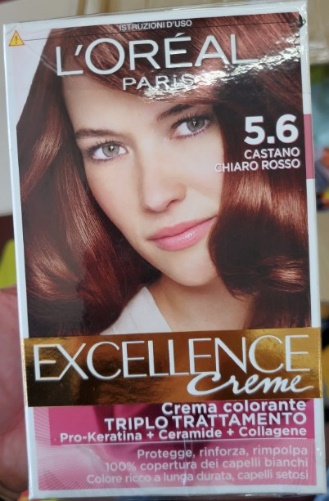 ISTRUZIONI D'USO
L'ORÉAL
PARIS
5.6
CASTANO
CHIARO ROSSO
EXCELLENCE
Creme
Crema colorante
TRIPLO TRATTAMENTO
Pro-Keratina + Ceramide + Collagene
Protegge, rinforza, rimpolpa
100% copertura dei capelli bianchi
Colore ricco a lunga durata, capelli setosi